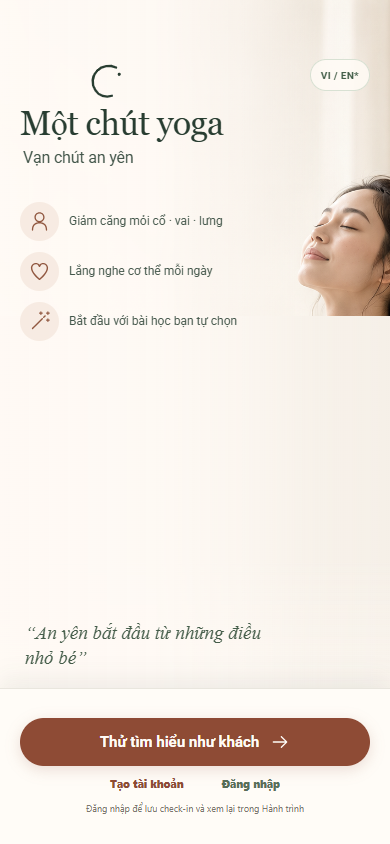 VI / EN*
Một chút yoga
Vạn chút an yên
Giảm căng mỏi cổ · vai · lưng
Lắng nghe cơ thể mỗi ngày
Bắt đầu với bài học bạn tự chọn
“An yên bắt đầu từ những điều
nhỏ bé”
Thử tìm hiểu như khách →
Tạo tài khoản
Đăng nhập
Đăng nhập để lưu check-in và xem lại trong Hành trình